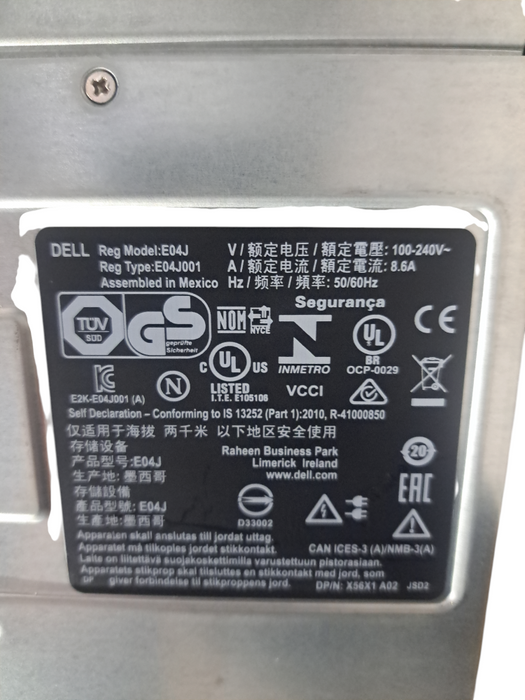 DELL Reg Model:E04J V/额定电压/額定電壓: 100-240V~
Reg Type:E04J001 A/额定电流/額定電流: 8.6A
Assembled in Mexico Hz/频率/頻率: 50/60Hz
Segurança
TÜV
SÜD
GS
geprüfte
Sicherheit
NOM
NYCE
INMETRO
UL
BR
OCP-0029
CE
C UL US
LISTED
I.T.E. E105106
N
VCCI
E2K-E04J001 (A)
Self Declaration – Conforming to IS 13252 (Part 1):2010, R-41000850
仅适用于海拔 两千米 以下地区安全使用
存储设备
产品型号:E04J
生产地: 墨西哥
存儲設備
產品型號: E04J
生產地: 墨西哥
Raheen Business Park
Limerick Ireland
www.dell.com
20
EAC
D33002
Apparaten skall anslutas till jordat uttag.
Apparatet må tilkoples jordet stikkontakt.
CAN ICES-3 (A)/NMB-3(A)
Laite on liitettävä suojakoskettimilla varustettuun pistorasiaan.
Apparatets stikprop skal tilsluttes en stikkontakt med jord, som
giver forbindelse til stikproppens jord.
DP/N: X56X1 A02 JSD2